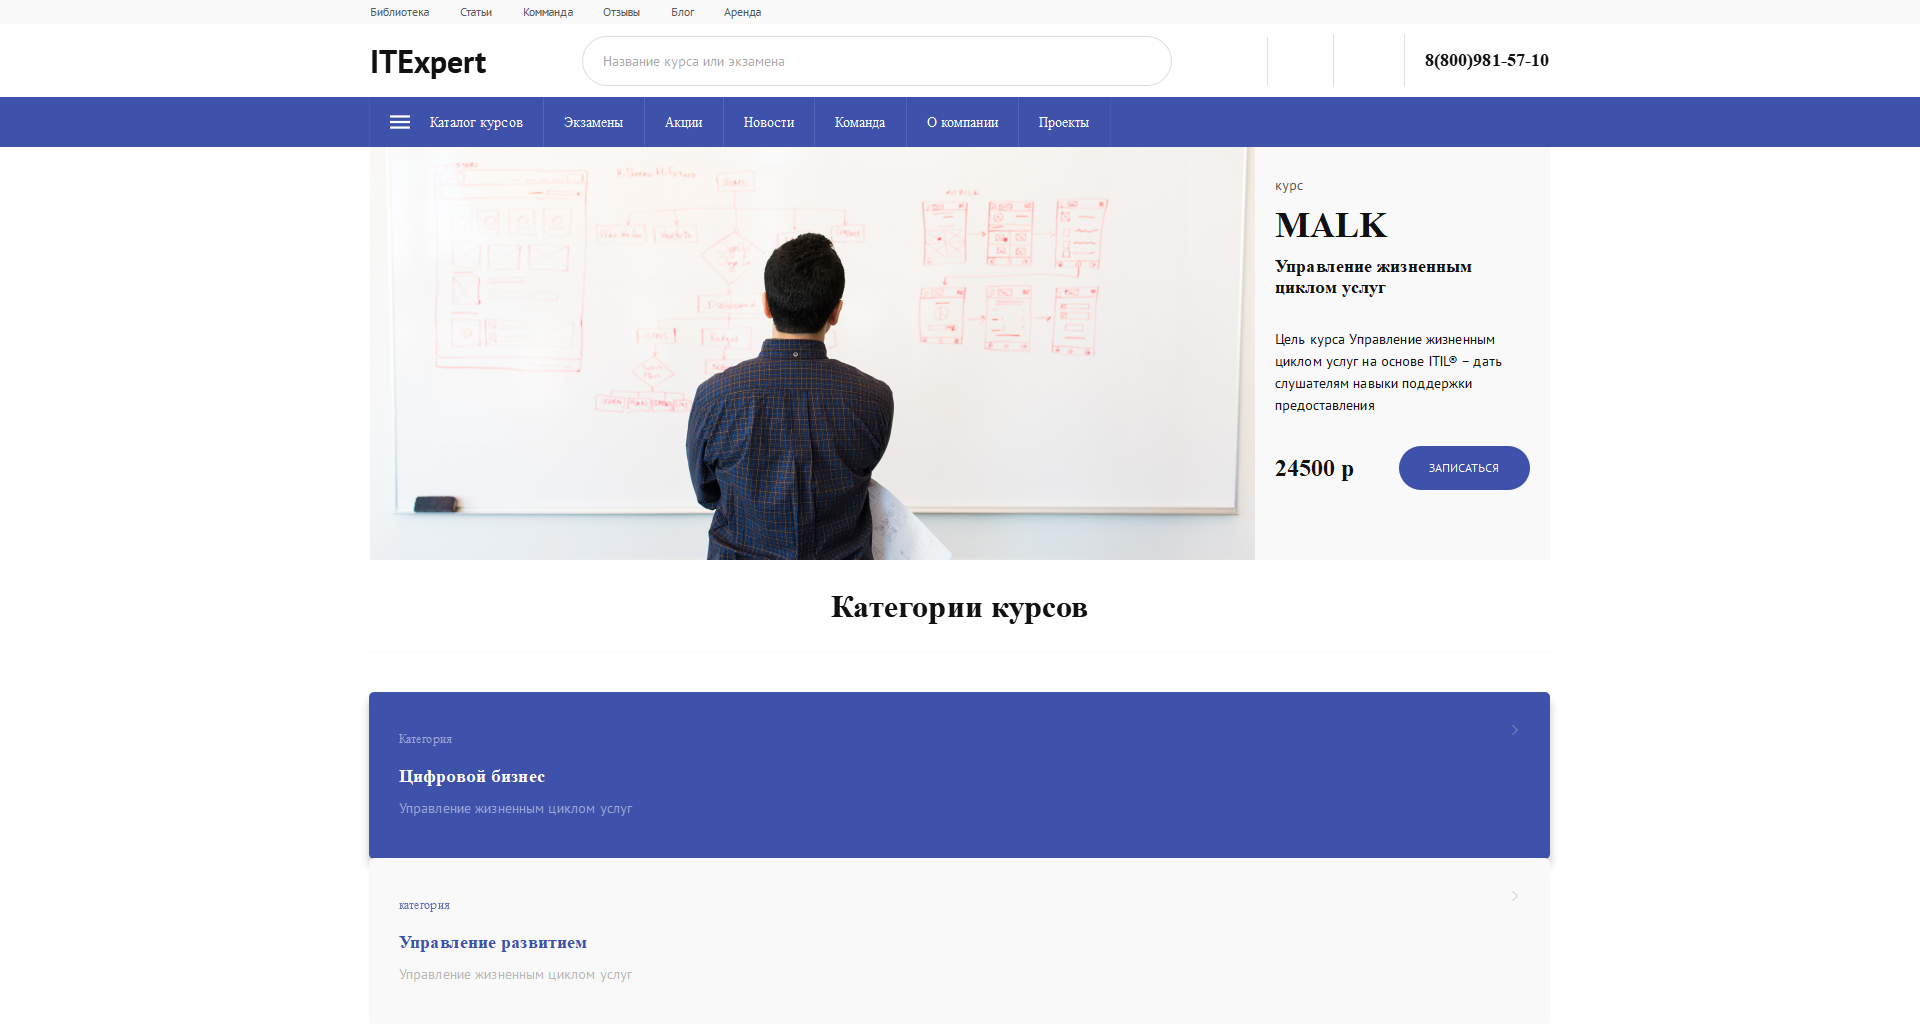 Библиотека Статьи Комманда Отзывы Блог Аренда
ITExpert Название курса или экзамена 8(800)981-57-10
Каталог курсов Экзамены Акции Новости Команда О компании Проекты
курс
MALK
Управление жизненным
циклом услуг
Цель курса Управление жизненным
циклом услуг на основе ITIL® – дать
слушателям навыки поддержки
предоставления
24500 р ЗАПИСАТЬСЯ
Категории курсов
Категория
Цифровой бизнес
Управление жизненным циклом услуг
категория
Управление развитием
Управление жизненным циклом услуг